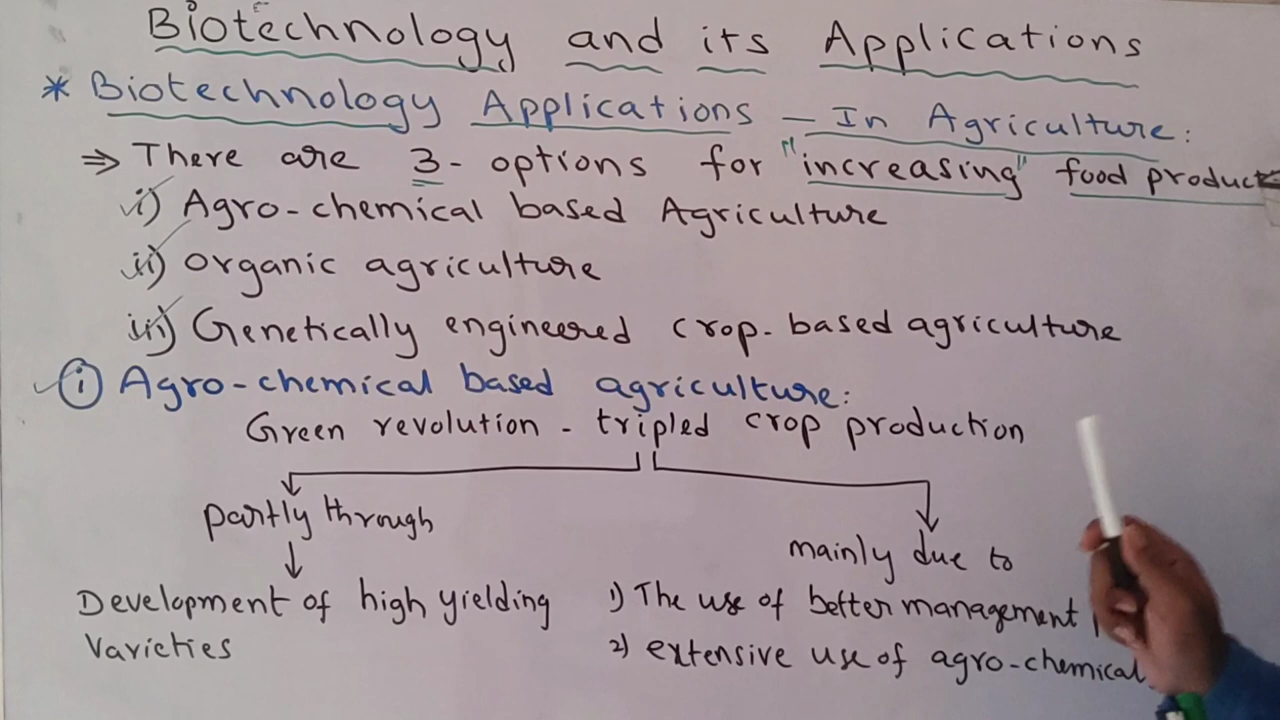 Biotechnology and its Applications
* Biotechnology Applications - In Agriculture:
⇒ There are 3- options for "increasing" food product
i) Agro-chemical based Agriculture
ii) organic agriculture
iii) Genetically engineered crop-based agriculture
i Agro-chemical based agriculture:
Green revolution - tripled crop production
partly through
mainly due to
Development of high yielding
Varieties
1) The use of better management
2) extensive use of agro-chemical